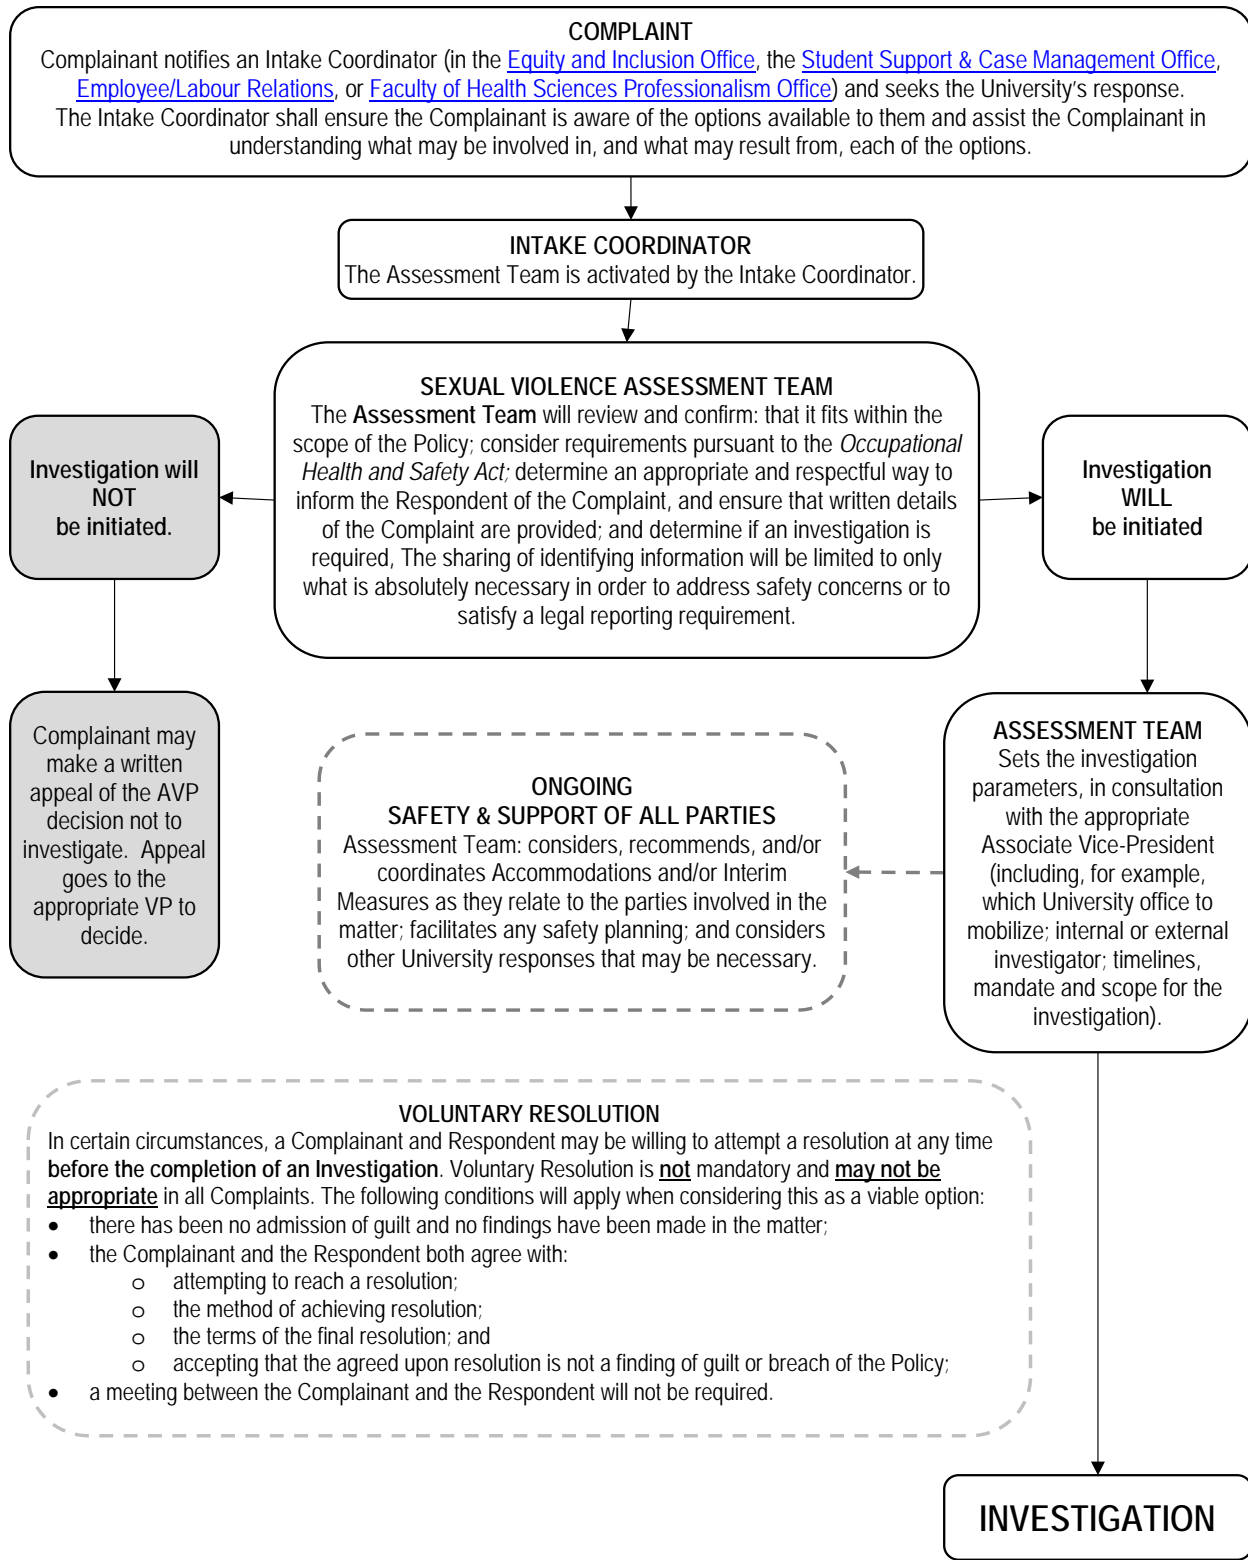 COMPLAINT
Complainant notifies an Intake Coordinator (in the Equity and Inclusion Office, the Student Support & Case Management Office,
Employee/Labour Relations, or Faculty of Health Sciences Professionalism Office) and seeks the University's response.
The Intake Coordinator shall ensure the Complainant is aware of the options available to them and assist the Complainant in
understanding what may be involved in, and what may result from, each of the options.
INTAKE COORDINATOR
The Assessment Team is activated by the Intake Coordinator.
SEXUAL VIOLENCE ASSESSMENT TEAM
The Assessment Team will review and confirm: that it fits within the
scope of the Policy; consider requirements pursuant to the Occupational
Health and Safety Act; determine an appropriate and respectful way to
inform the Respondent of the Complaint, and ensure that written details
of the Complaint are provided; and determine if an investigation is
required, The sharing of identifying information will be limited to only
what is absolutely necessary in order to address safety concerns or to
satisfy a legal reporting requirement.
Investigation will
NOT
be initiated.
Investigation
WILL
be initiated
Complainant may
make a written
appeal of the AVP
decision not to
investigate. Appeal
goes to the
appropriate VP to
decide.
ONGOING
SAFETY & SUPPORT OF ALL PARTIES
Assessment Team: considers, recommends, and/or
coordinates Accommodations and/or Interim
Measures as they relate to the parties involved in the
matter; facilitates any safety planning; and considers
other University responses that may be necessary.
ASSESSMENT TEAM
Sets the investigation
parameters, in consultation
with the appropriate
Associate Vice-President
(including, for example,
which University office to
mobilize; internal or external
investigator; timelines,
mandate and scope for the
investigation).
VOLUNTARY RESOLUTION
In certain circumstances, a Complainant and Respondent may be willing to attempt a resolution at any time
before the completion of an Investigation. Voluntary Resolution is not mandatory and may not be
appropriate in all Complaints. The following conditions will apply when considering this as a viable option:
• there has been no admission of guilt and no findings have been made in the matter;
• the Complainant and the Respondent both agree with:
o attempting to reach a resolution;
o the method of achieving resolution;
o the terms of the final resolution; and
o accepting that the agreed upon resolution is not a finding of guilt or breach of the Policy;
• a meeting between the Complainant and the Respondent will not be required.
INVESTIGATION